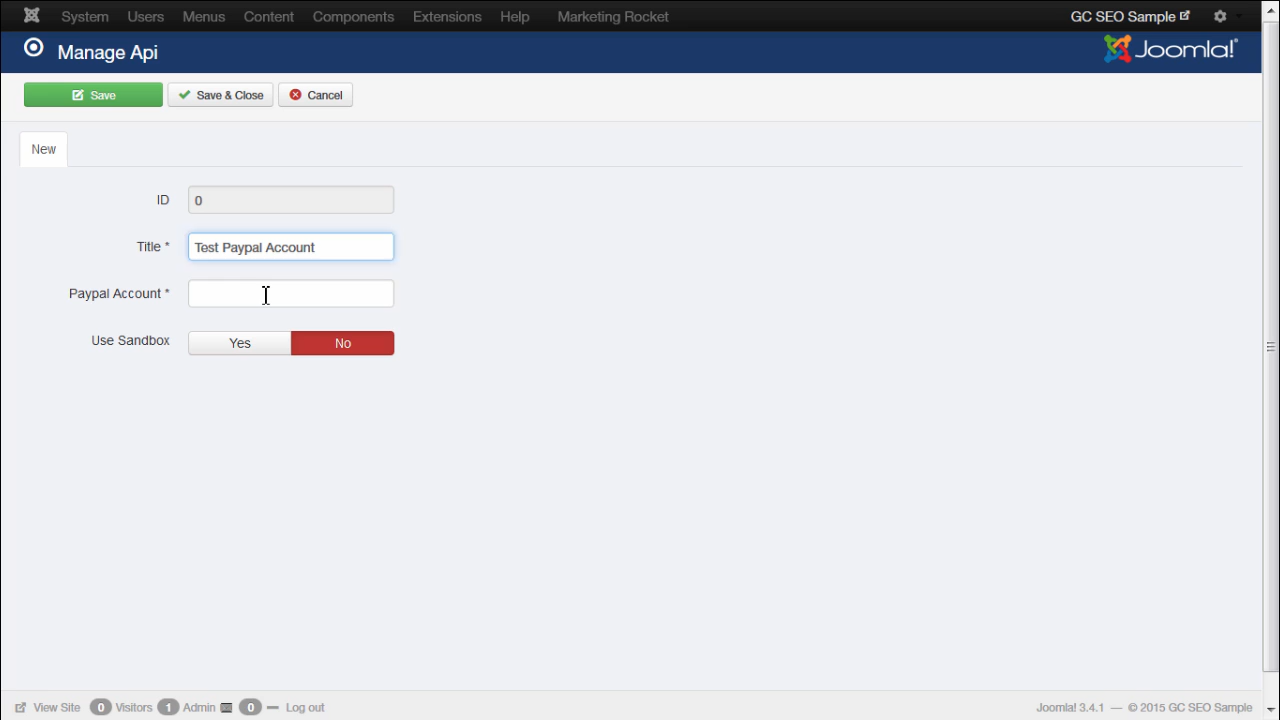 System Users Menus Content Components Extensions Help Marketing Rocket GC SEO Sample
Manage Api
Joomla!®
Save Save & Close Cancel
New
ID 0
Title * Test Paypal Account
Paypal Account *
Use Sandbox Yes No
View Site 0 Visitors 1 Admin 0 Log out Joomla! 3.4.1 — © 2015 GC SEO Sample